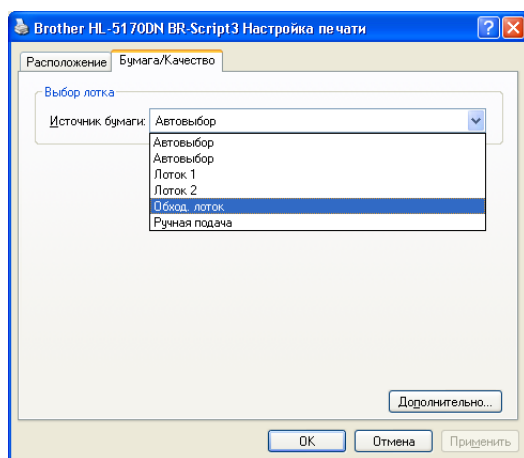 Brother HL-5170DN BR-Script3 Настройка печати
Расположение Бумага/Качество
Выбор лотка
Источник бумаги: Автовыбор
Автовыбор
Автовыбор
Лоток 1
Лоток 2
Обход. лоток
Ручная подача
Дополнительно...
OK Отмена Применить